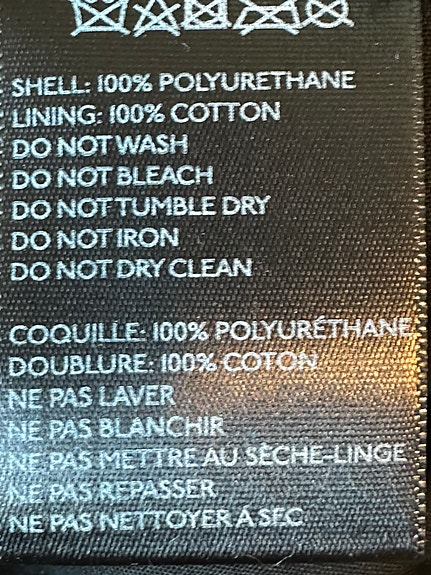 SHELL: 100% POLYURETHANE
LINING: 100% COTTON
DO NOT WASH
DO NOT BLEACH
DO NOT TUMBLE DRY
DO NOT IRON
DO NOT DRY CLEAN
COQUILLE: 100% POLYURÉTHANE
DOUBLURE: 100% COTON
NE PAS LAVER
NE PAS BLANCHIR
NE PAS METTRE AU SÈCHE-LINGE
NE PAS REPASSER
NE PAS NETTOYER A SEC